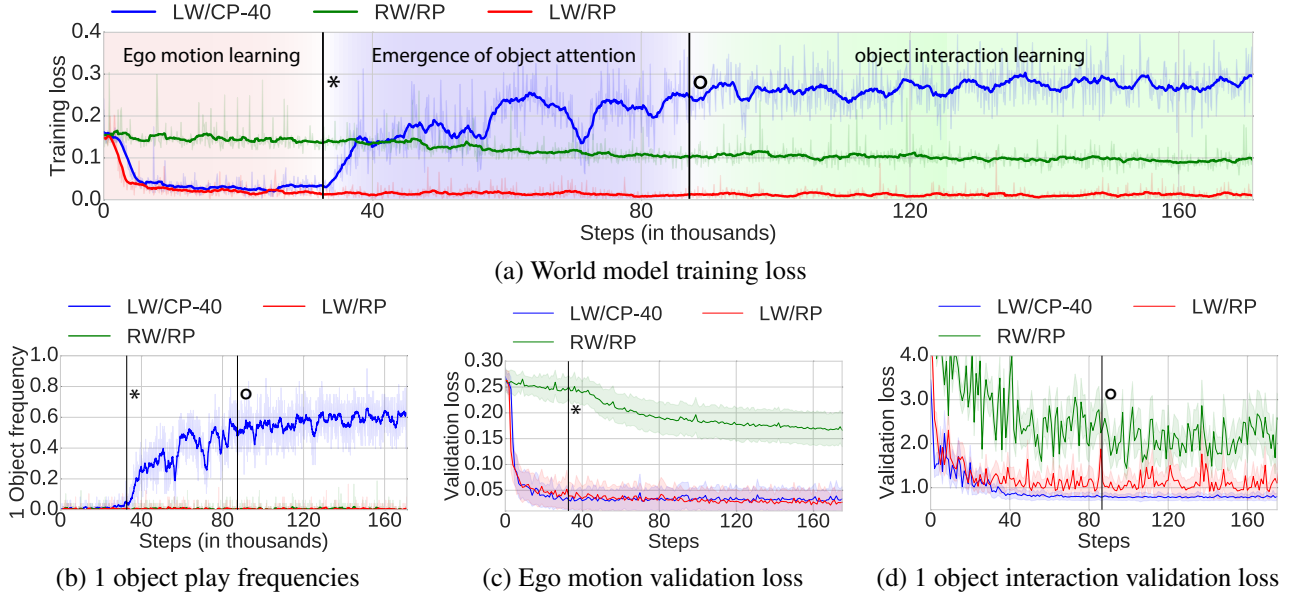 LW/CP-40 RW/RP LW/RP
0.4
0.3
0.2
0.1
0.0
Training loss
Ego motion learning
Emergence of object attention
object interaction learning
*
o
0 40 80 120 160
Steps (in thousands)
(a) World model training loss
LW/CP-40 LW/RP
RW/RP
1.0
0.8
0.6
0.4
0.2
0.0
1 Object frequency
*
o
0 40 80 120 160
Steps (in thousands)
(b) 1 object play frequencies
LW/CP-40 LW/RP
RW/RP
0.30
0.25
0.20
0.15
0.10
0.05
Validation loss
*
0 40 80 120 160
Steps
(c) Ego motion validation loss
LW/CP-40 LW/RP
RW/RP
4.0
3.0
2.0
1.0
Validation loss
o
0 40 80 120 160
Steps
(d) 1 object interaction validation loss